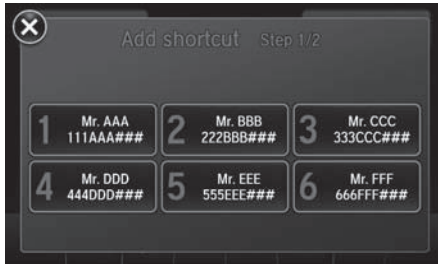 Add shortcut Step 1/2
1 Mr. AAA
111AAA###
2 Mr. BBB
222BBB###
3 Mr. CCC
333CCC###
4 Mr. DDD
444DDD###
5 Mr. EEE
555EEE###
6 Mr. FFF
666FFF###